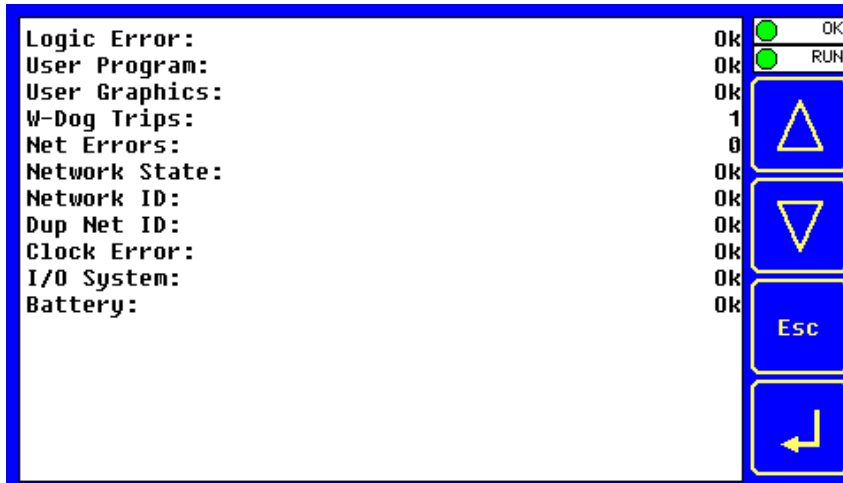 Logic Error: Ok
User Program: Ok
User Graphics: Ok
W-Dog Trips: 1
Net Errors: 0
Network State: Ok
Network ID: Ok
Dup Net ID: Ok
Clock Error: Ok
I/O System: Ok
Battery: Ok
OK
RUN
Esc